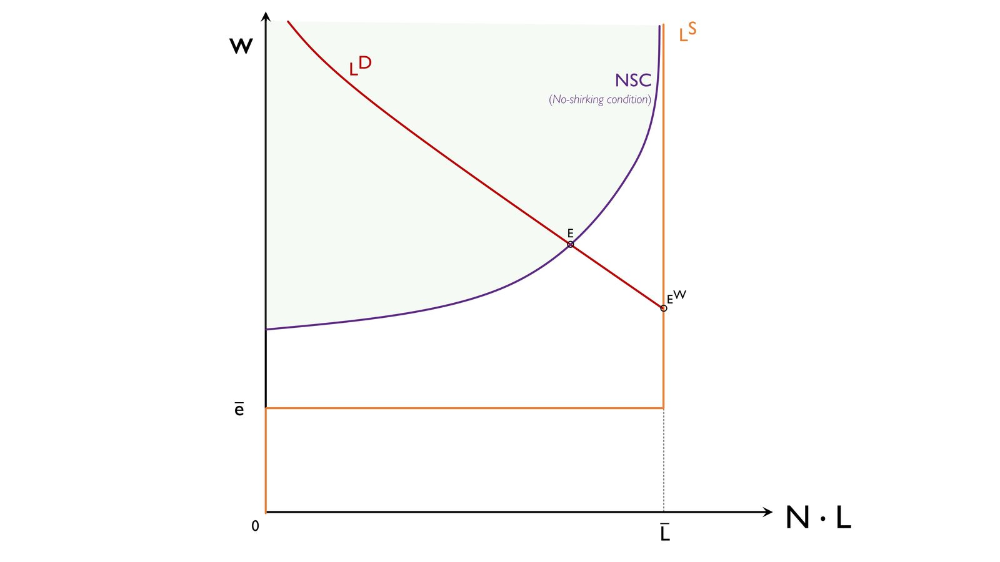 w
L^S
L^D
NSC
(No-shirking condition)
E
E^W
e̅
0
L̅
N · L